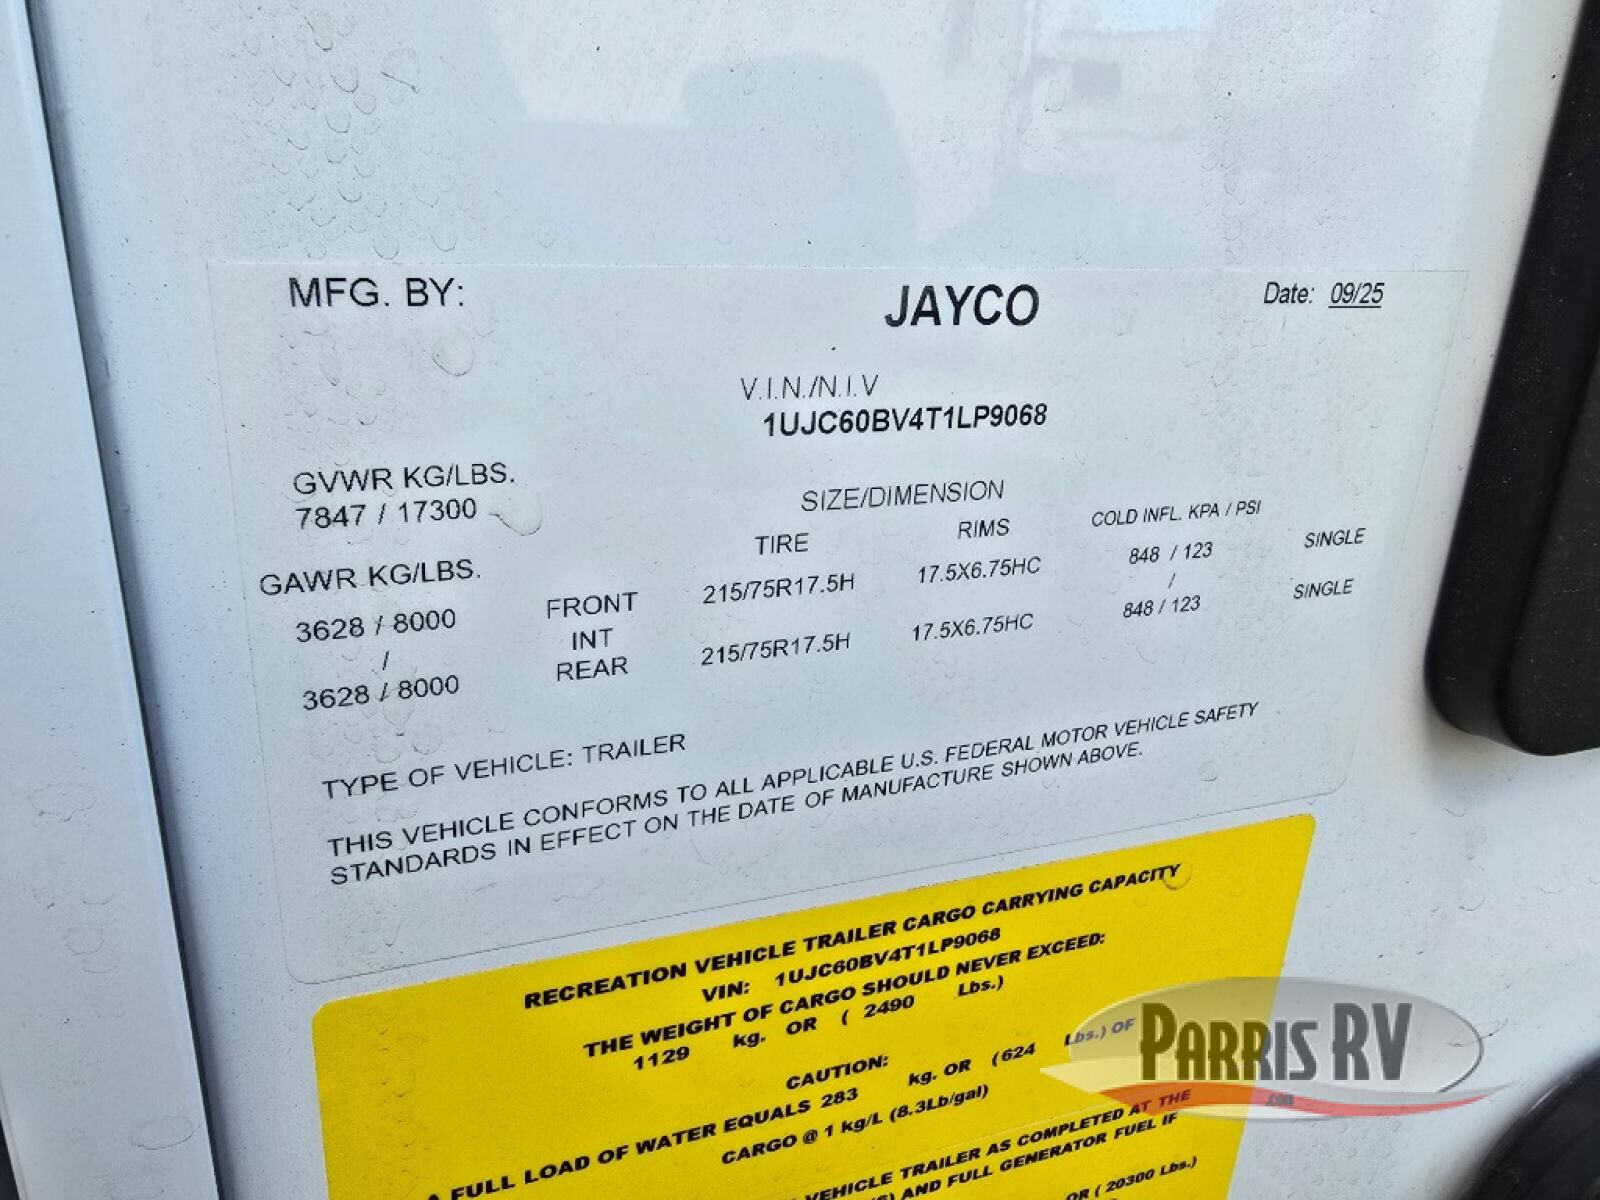 MFG. BY: JAYCO Date: 09/25
V.I.N./N.I.V
1UJC60BV4T1LP9068
GVWR KG/LBS.
7847 / 17300
SIZE/DIMENSION
TIRE RIMS COLD INFL. KPA / PSI
GAWR KG/LBS.
3628 / 8000 FRONT 215/75R17.5H 17.5X6.75HC 848 / 123 SINGLE
/ INT /
3628 / 8000 REAR 215/75R17.5H 17.5X6.75HC 848 / 123 SINGLE
TYPE OF VEHICLE: TRAILER
THIS VEHICLE CONFORMS TO ALL APPLICABLE U.S. FEDERAL MOTOR VEHICLE SAFETY
STANDARDS IN EFFECT ON THE DATE OF MANUFACTURE SHOWN ABOVE.
RECREATION VEHICLE TRAILER CARGO CARRYING CAPACITY
VIN: 1UJC60BV4T1LP9068
THE WEIGHT OF CARGO SHOULD NEVER EXCEED:
1129 kg. OR ( 2490 Lbs.)
CAUTION:
A FULL LOAD OF WATER EQUALS 283 kg. OR (624 Lbs.) OF
CARGO @ 1 kg/L (8.3Lb/gal)
VEHICLE TRAILER AS COMPLETED AT THE
AND FULL GENERATOR FUEL IF
OR ( 20300 Lbs.)
PARRIS RV
.com